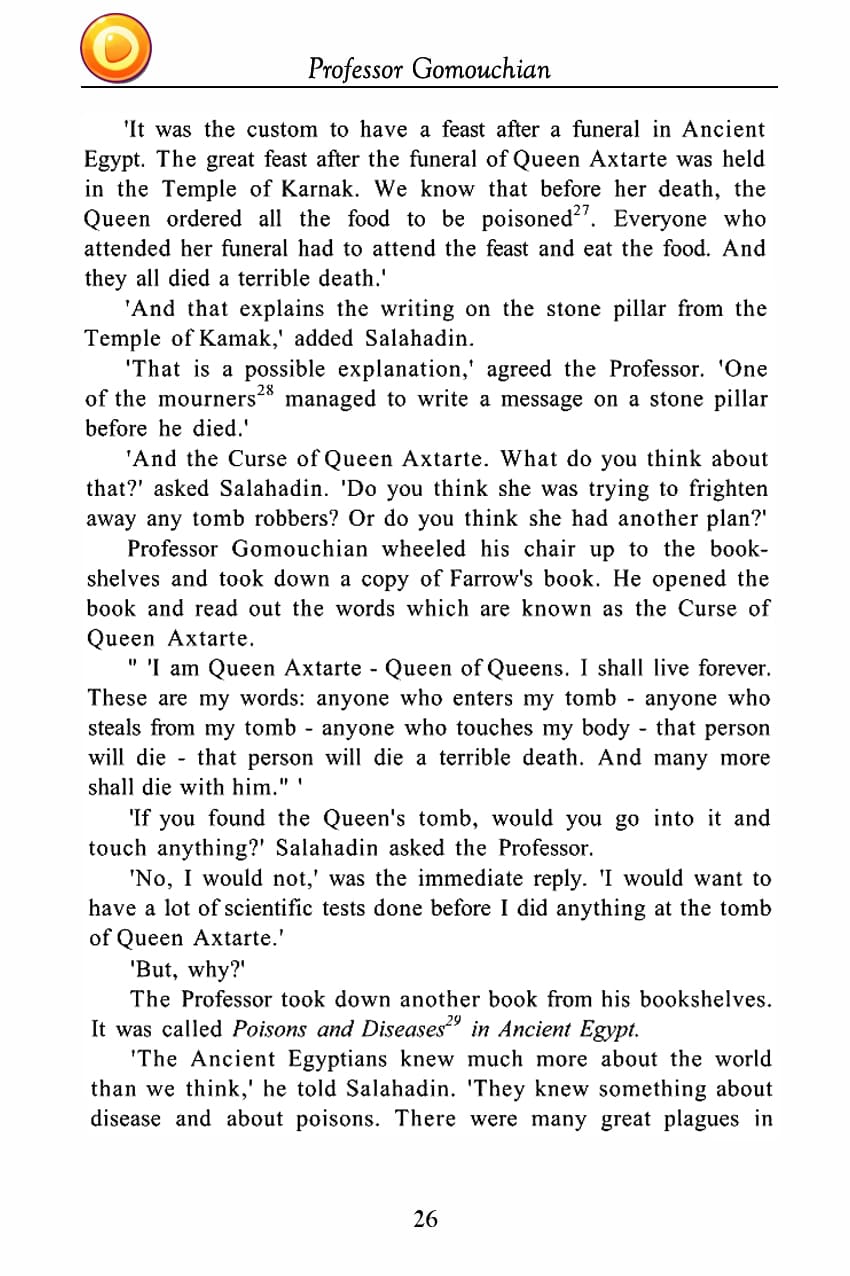 Professor Gomouchian
'It was the custom to have a feast after a funeral in Ancient
Egypt. The great feast after the funeral of Queen Axtarte was held
in the Temple of Karnak. We know that before her death, the
Queen ordered all the food to be poisoned27. Everyone who
attended her funeral had to attend the feast and eat the food. And
they all died a terrible death.'
'And that explains the writing on the stone pillar from the
Temple of Kamak,' added Salahadin.
'That is a possible explanation,' agreed the Professor. 'One
of the mourners28 managed to write a message on a stone pillar
before he died.'
'And the Curse of Queen Axtarte. What do you think about
that?' asked Salahadin. 'Do you think she was trying to frighten
away any tomb robbers? Or do you think she had another plan?'
Professor Gomouchian wheeled his chair up to the book-
shelves and took down a copy of Farrow's book. He opened the
book and read out the words which are known as the Curse of
Queen Axtarte.
" 'I am Queen Axtarte - Queen of Queens. I shall live forever.
These are my words: anyone who enters my tomb - anyone who
steals from my tomb - anyone who touches my body - that person
will die - that person will die a terrible death. And many more
shall die with him." '
'If you found the Queen's tomb, would you go into it and
touch anything?' Salahadin asked the Professor.
'No, I would not,' was the immediate reply. 'I would want to
have a lot of scientific tests done before I did anything at the tomb
of Queen Axtarte.'
'But, why?'
The Professor took down another book from his bookshelves.
It was called Poisons and Diseases29 in Ancient Egypt.
'The Ancient Egyptians knew much more about the world
than we think,' he told Salahadin. 'They knew something about
disease and about poisons. There were many great plagues in
26